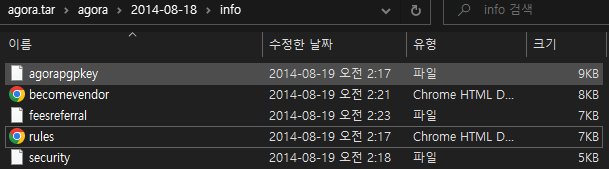 agora.tar > agora > 2014-08-18 > info
info 검색
이름 수정한 날짜 유형 크기
agorapgpkey 2014-08-19 오전 2:17 파일 9KB
becomevendor 2014-08-19 오전 2:21 Chrome HTML D... 8KB
feesreferral 2014-08-19 오전 2:23 파일 7KB
rules 2014-08-19 오전 2:17 Chrome HTML D... 7KB
security 2014-08-19 오전 2:18 파일 5KB